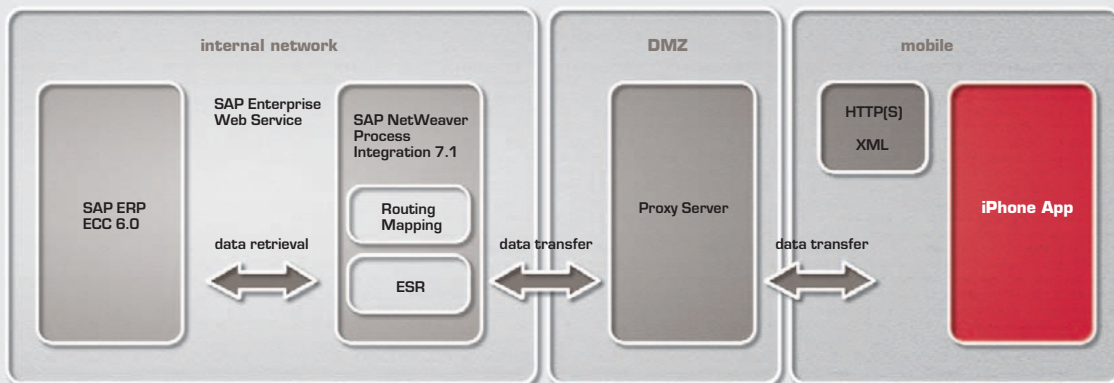 internal network
SAP ERP
ECC 6.0
SAP Enterprise
Web Service
data retrieval
SAP NetWeaver
Process
Integration 7.1
Routing
Mapping
ESR
data transfer
DMZ
Proxy Server
data transfer
mobile
HTTP(S)
XML
iPhone App